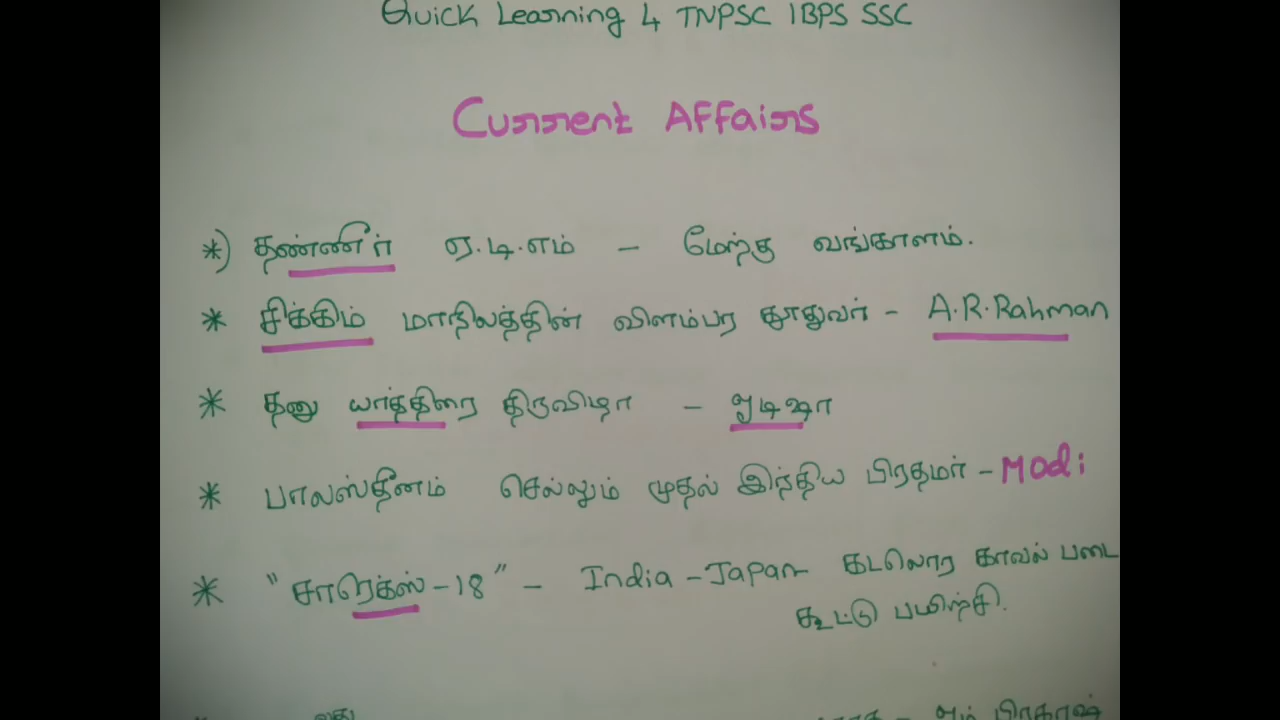 Quick Learning 4 TNPSC IBPS SSC
Current Affairs
*) தண்ணீர் ஏ.டி.எம் – மேற்கு வங்காளம்.
* சிக்கிம் மாநிலத்தின் விளம்பர தூதுவர் - A.R.Rahman
* தனு யாத்திரை திருவிழா – ஒடிஷா
* பாலஸ்தீனம் செல்லும் முதல் இந்திய பிரதமர் - Modi
* "சாரெக்ஸ்-18" – India - Japan கடலோர காவல் படை
கூட்டு பயிற்சி.